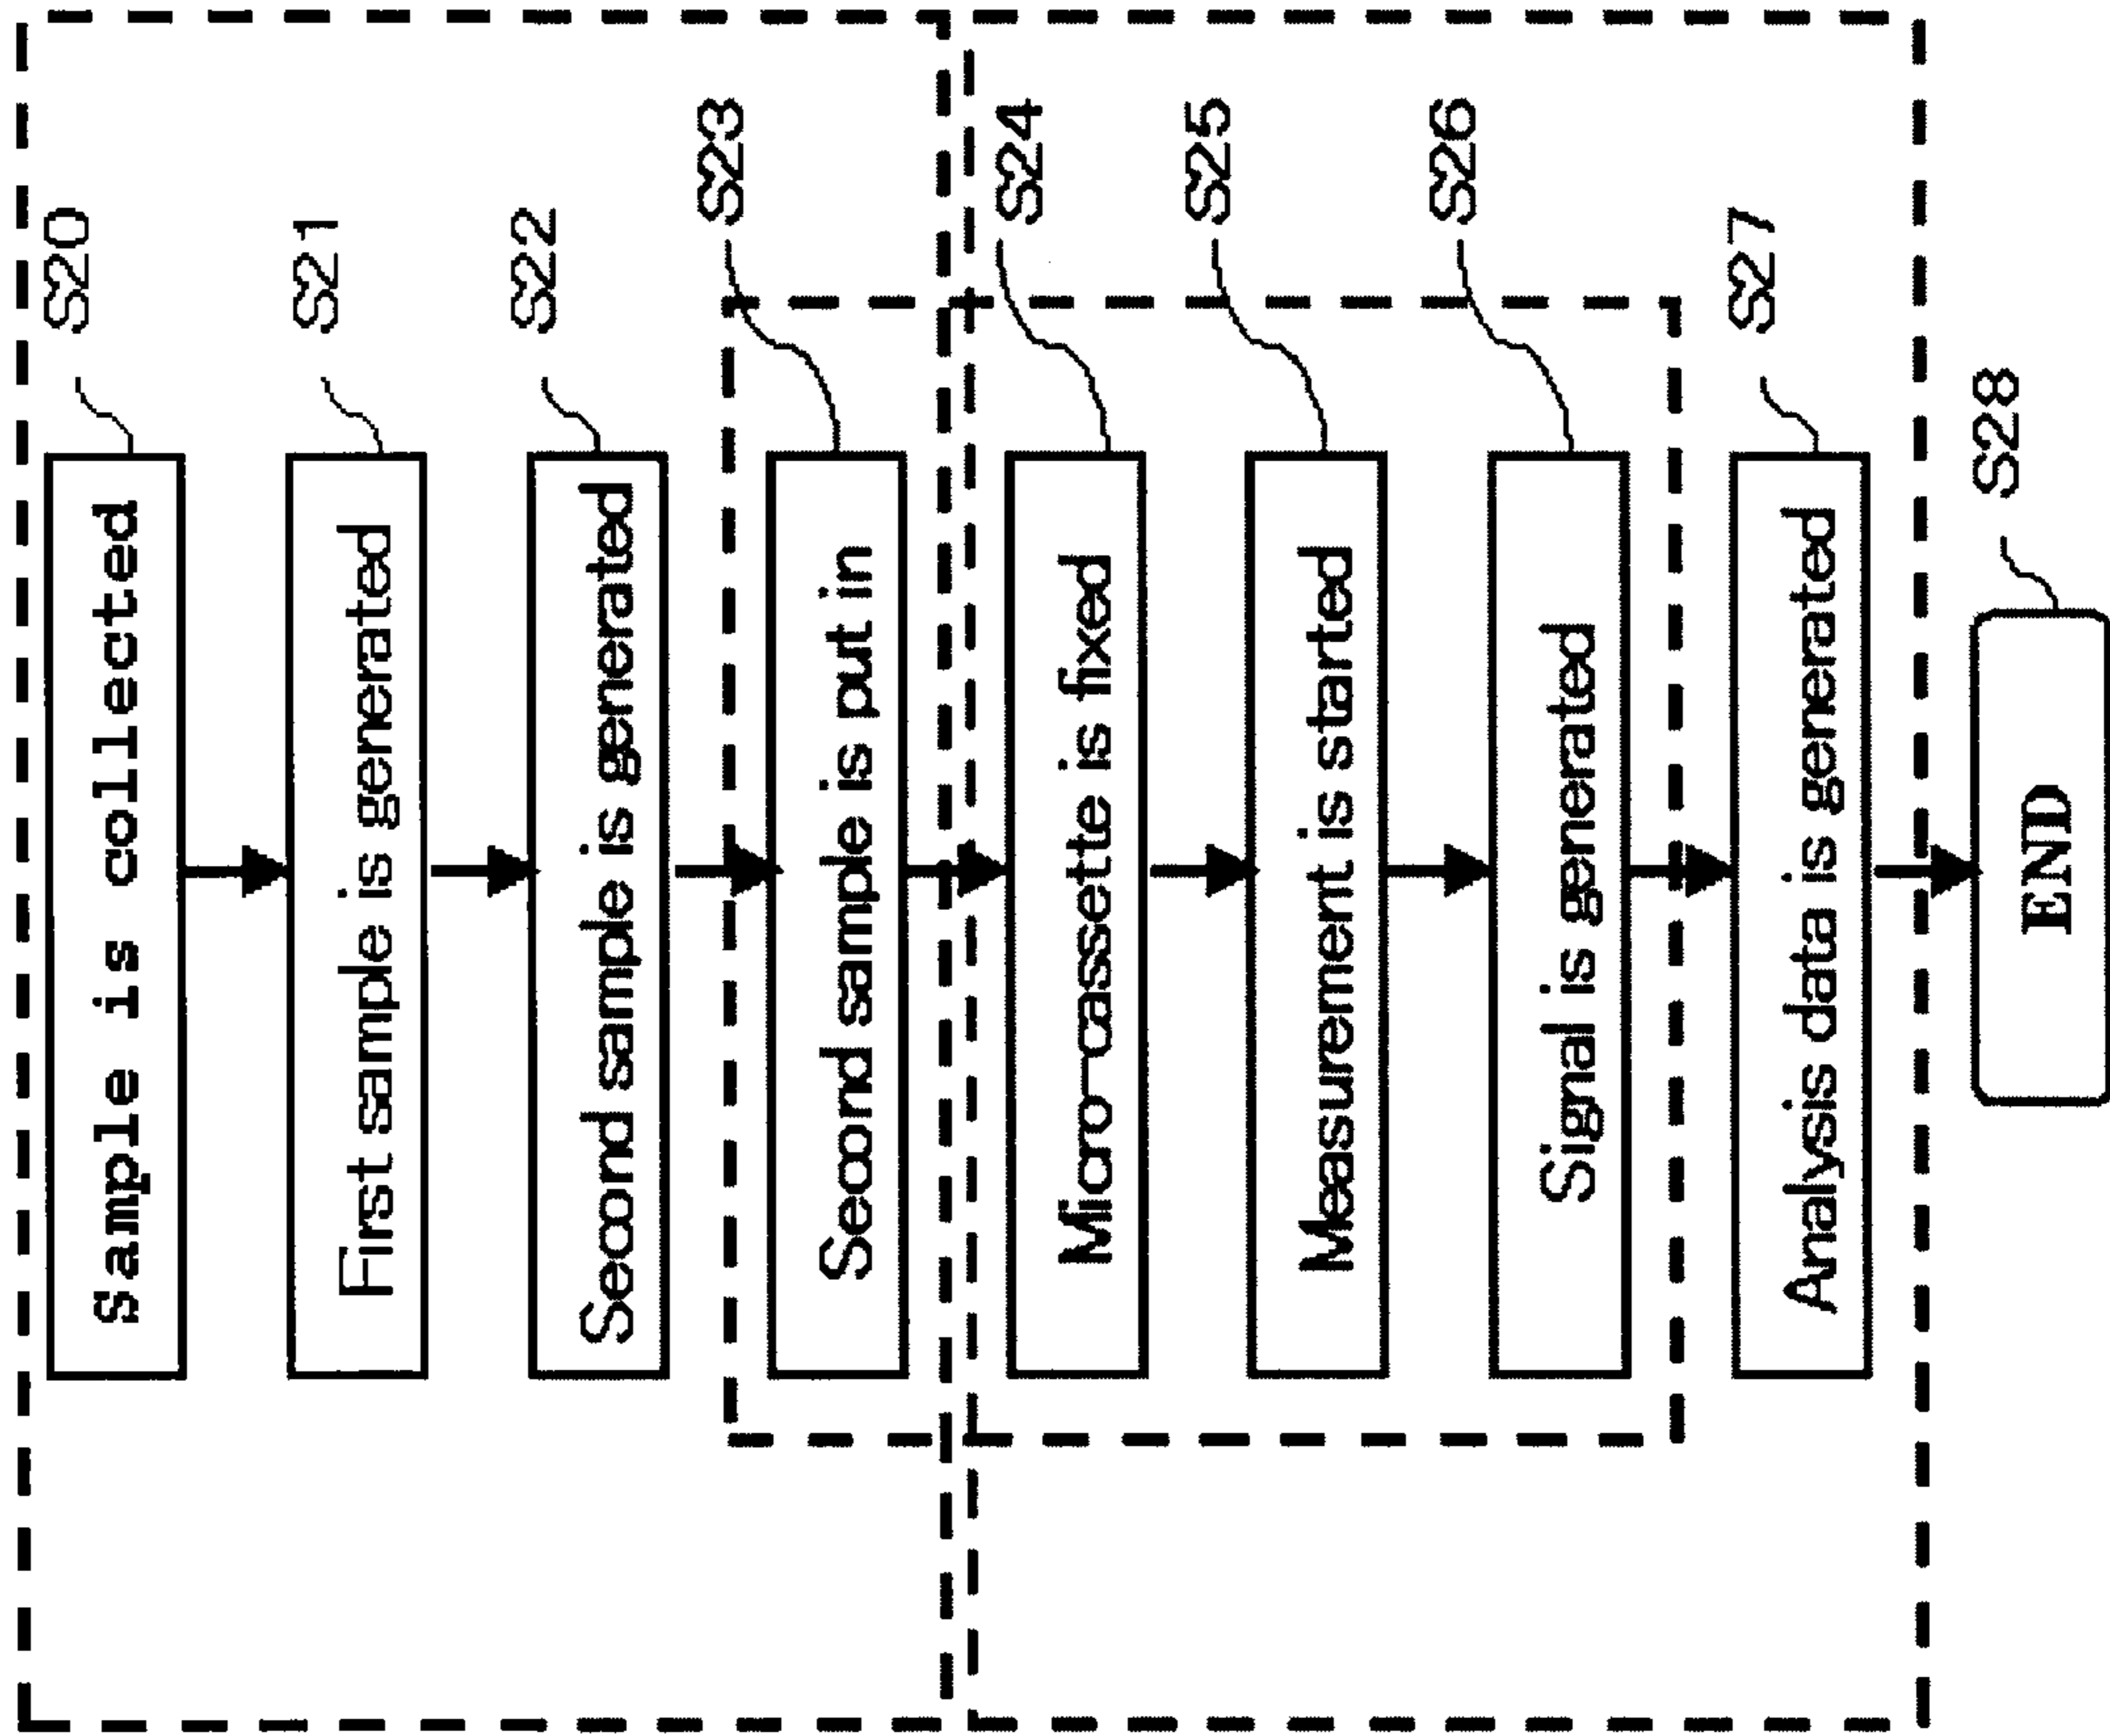 Sample is collected
S20
First sample is generated
S21
Second sample is generated
S22
Second sample is put in
S23
Micro-cassette is fixed
S24
Measurement is started
S25
Signal is generated
S26
Analysis data is generated
S27
END
S28